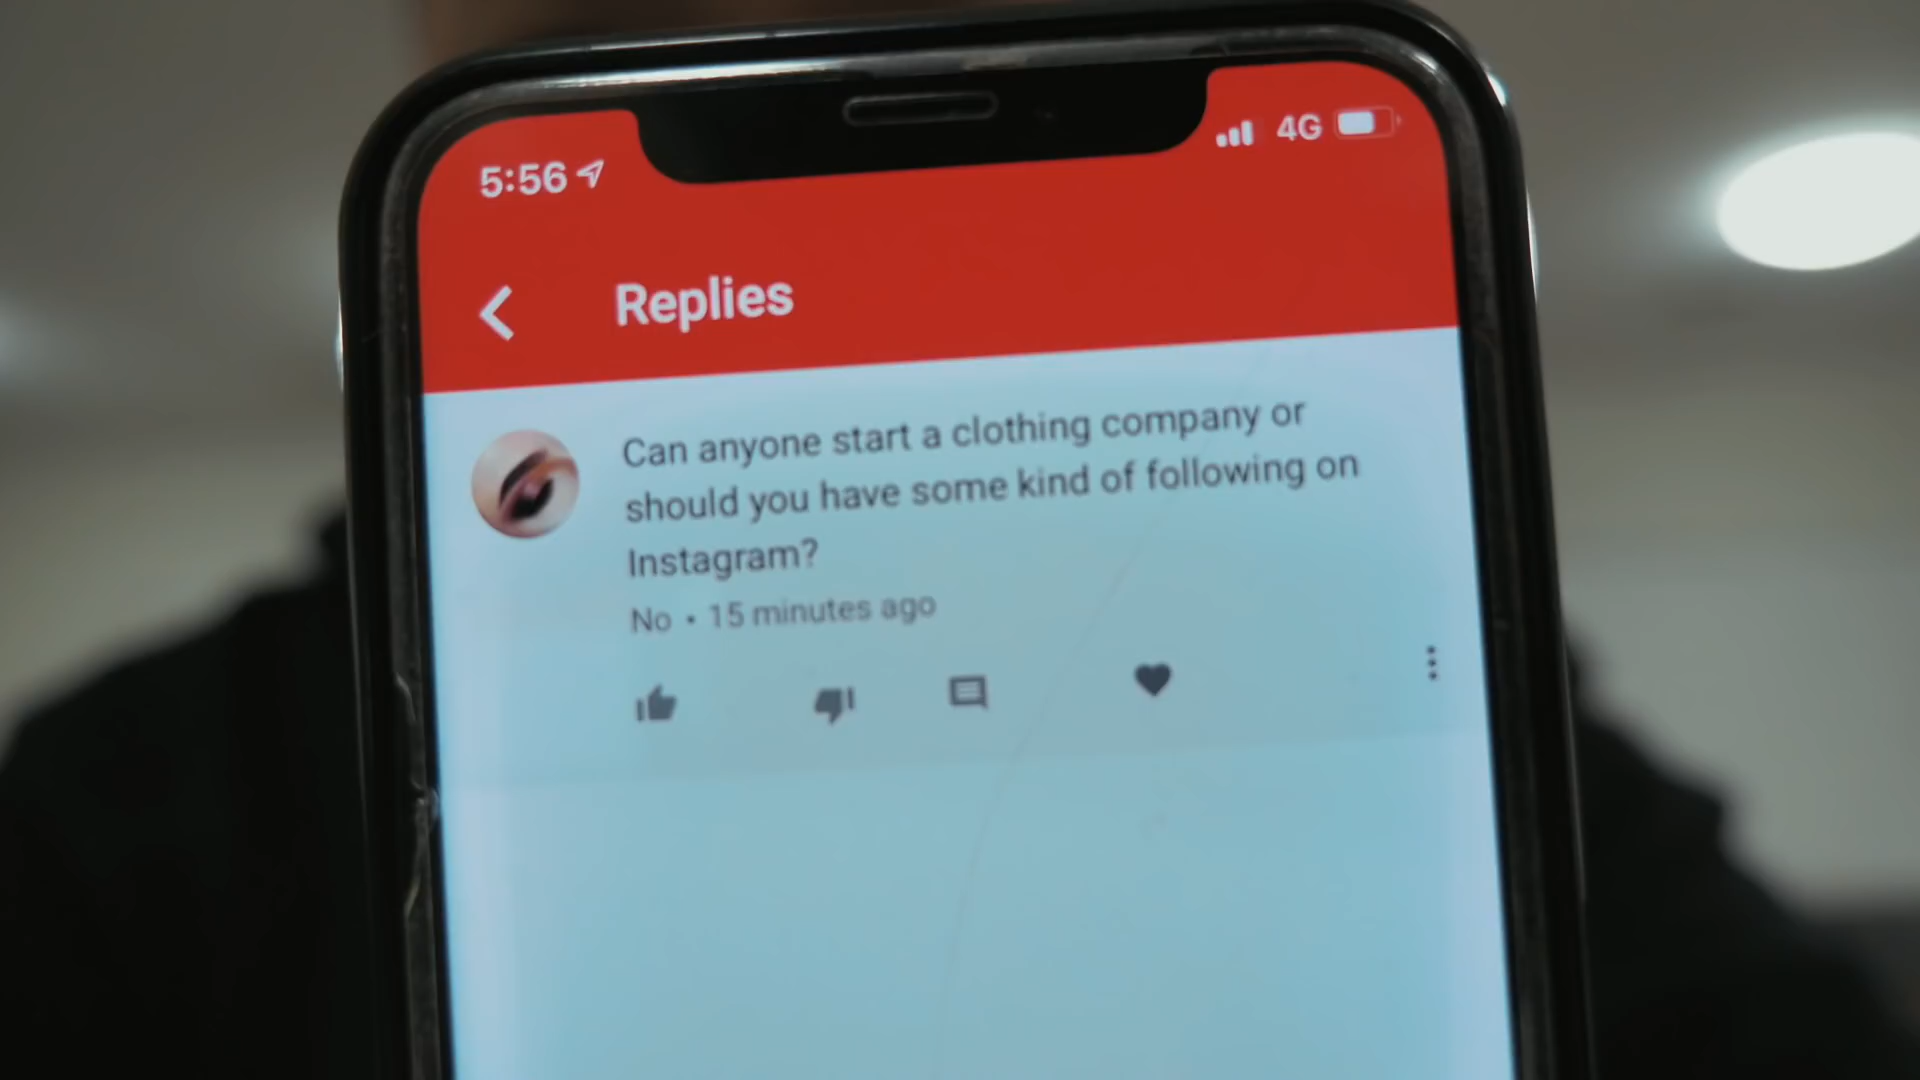 5:56
4G
Replies
Can anyone start a clothing company or
should you have some kind of following on
Instagram?
No • 15 minutes ago